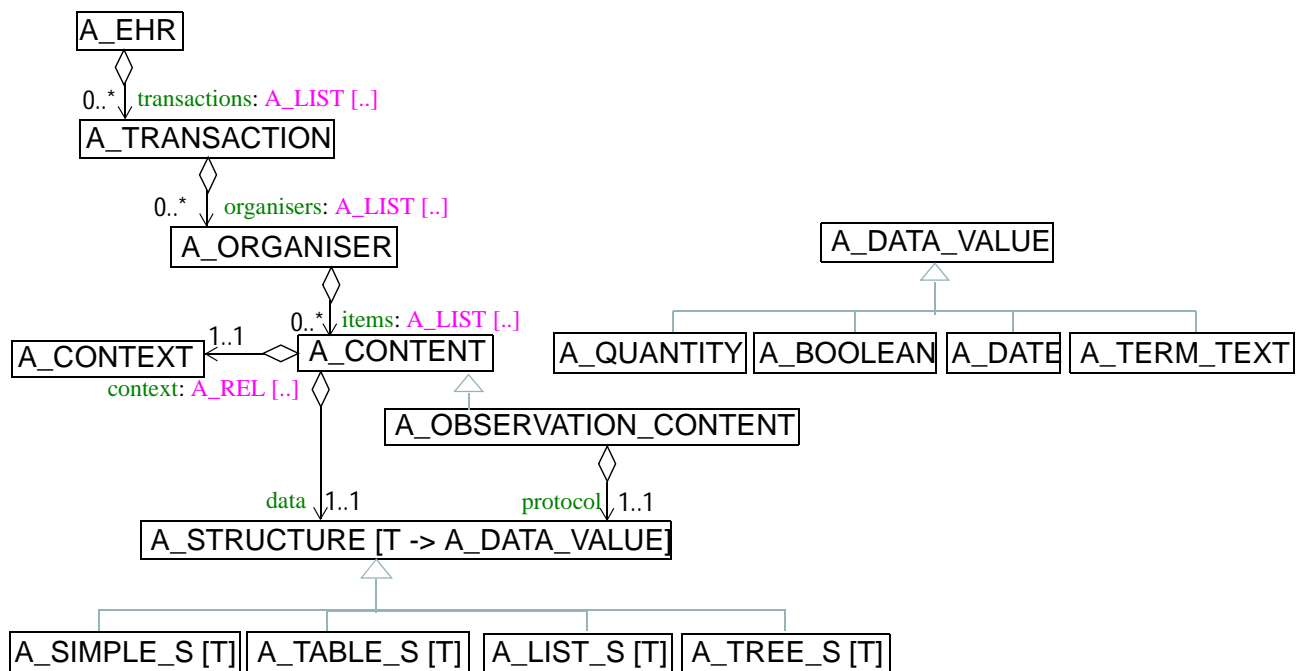 A_EHR
0..* transactions: A_LIST [..]
A_TRANSACTION
0..* organisers: A_LIST [..]
A_ORGANISER
A_DATA_VALUE
0..* items: A_LIST [..]
1..1
A_CONTEXT
A_CONTENT
A_QUANTITY
A_BOOLEAN
A_DATE
A_TERM_TEXT
context: A_REL [..]
A_OBSERVATION_CONTENT
data 1..1
protocol 1..1
A_STRUCTURE [T -> A_DATA_VALUE]
A_SIMPLE_S [T]
A_TABLE_S [T]
A_LIST_S [T]
A_TREE_S [T]